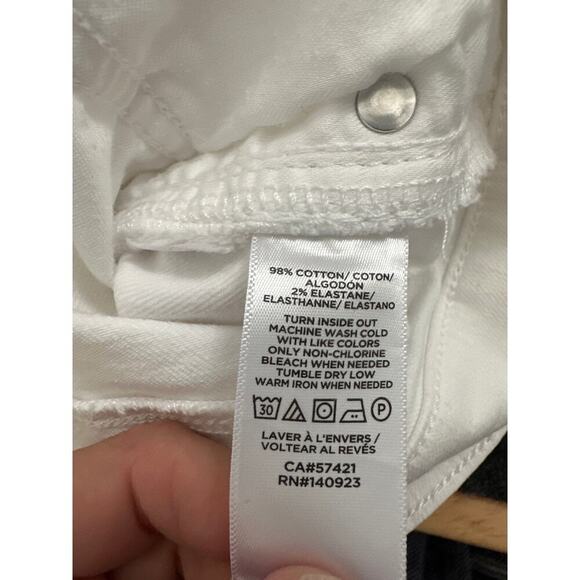 98% COTTON/ COTON/
ALGODÓN
2% ELASTANE/
ELASTHANNE/ ELASTANO
TURN INSIDE OUT
MACHINE WASH COLD
WITH LIKE COLORS
ONLY NON-CHLORINE
BLEACH WHEN NEEDED
TUMBLE DRY LOW
WARM IRON WHEN NEEDED
30 P
LAVER À L'ENVERS /
VOLTEAR AL REVÉS
CA#57421
RN#140923